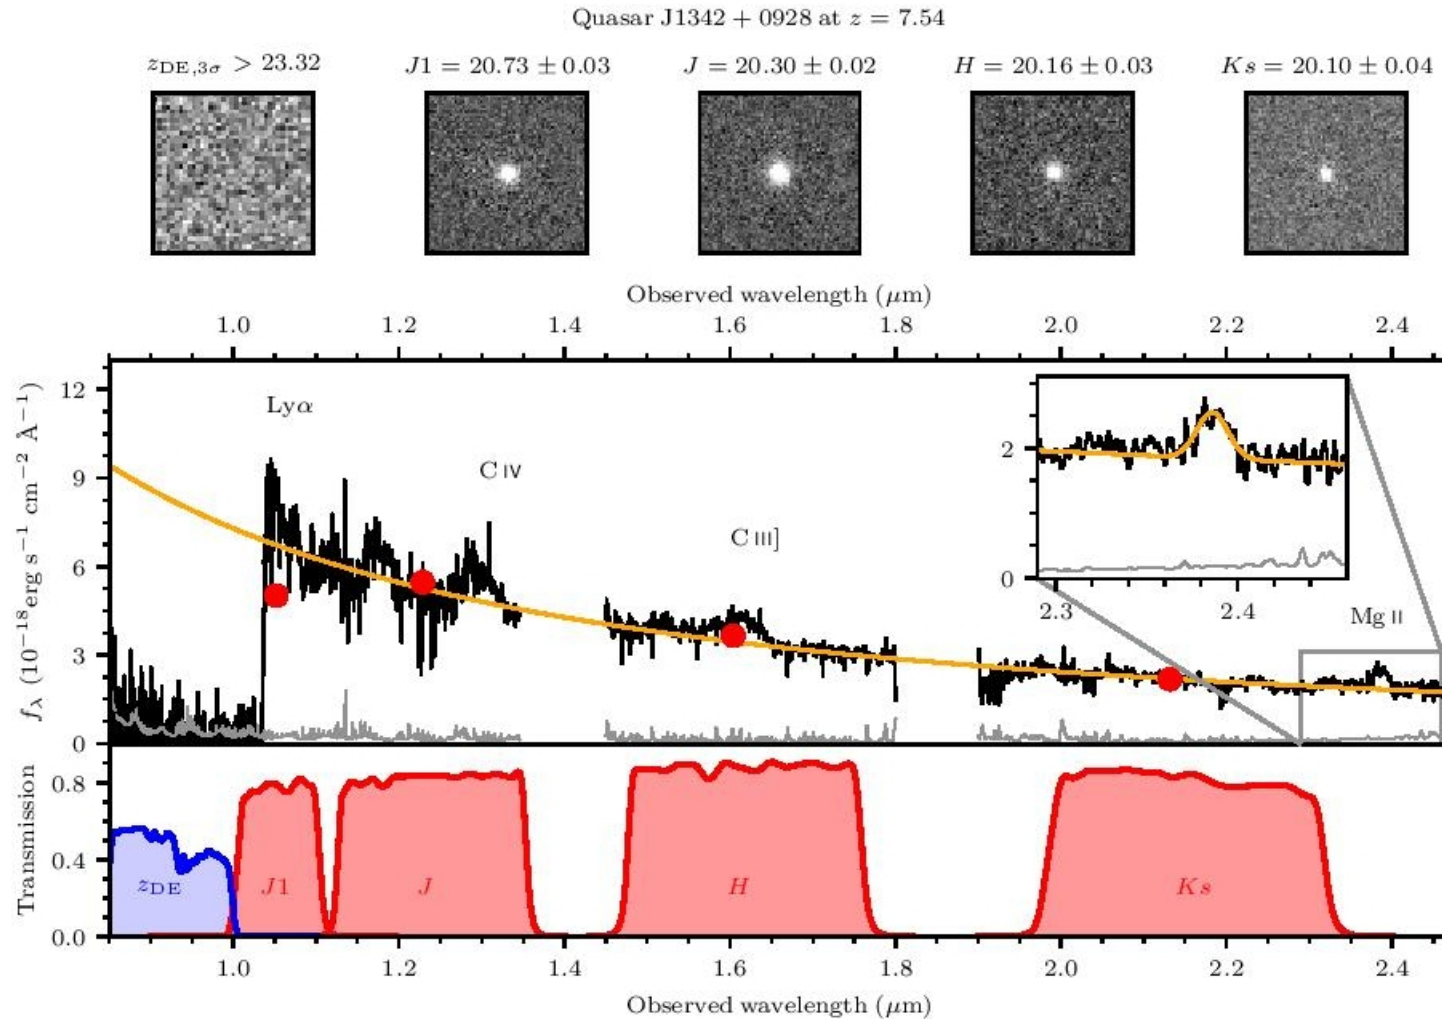 Quasar J1342 + 0928 at z = 7.54
z_DE,3σ > 23.32
J1 = 20.73 ± 0.03
J = 20.30 ± 0.02
H = 20.16 ± 0.03
Ks = 20.10 ± 0.04
Observed wavelength (μm)
1.0 1.2 1.4 1.6 1.8 2.0 2.2 2.4
f_λ (10⁻¹⁸erg s⁻¹ cm⁻² Å⁻¹)
12
9
6
3
0
Lyα
C IV
C III]
2
0
2.3 2.4
Mg II
Transmission
0.8
0.4
0.0
z_DE
J1
J
H
Ks
1.0 1.2 1.4 1.6 1.8 2.0 2.2 2.4
Observed wavelength (μm)